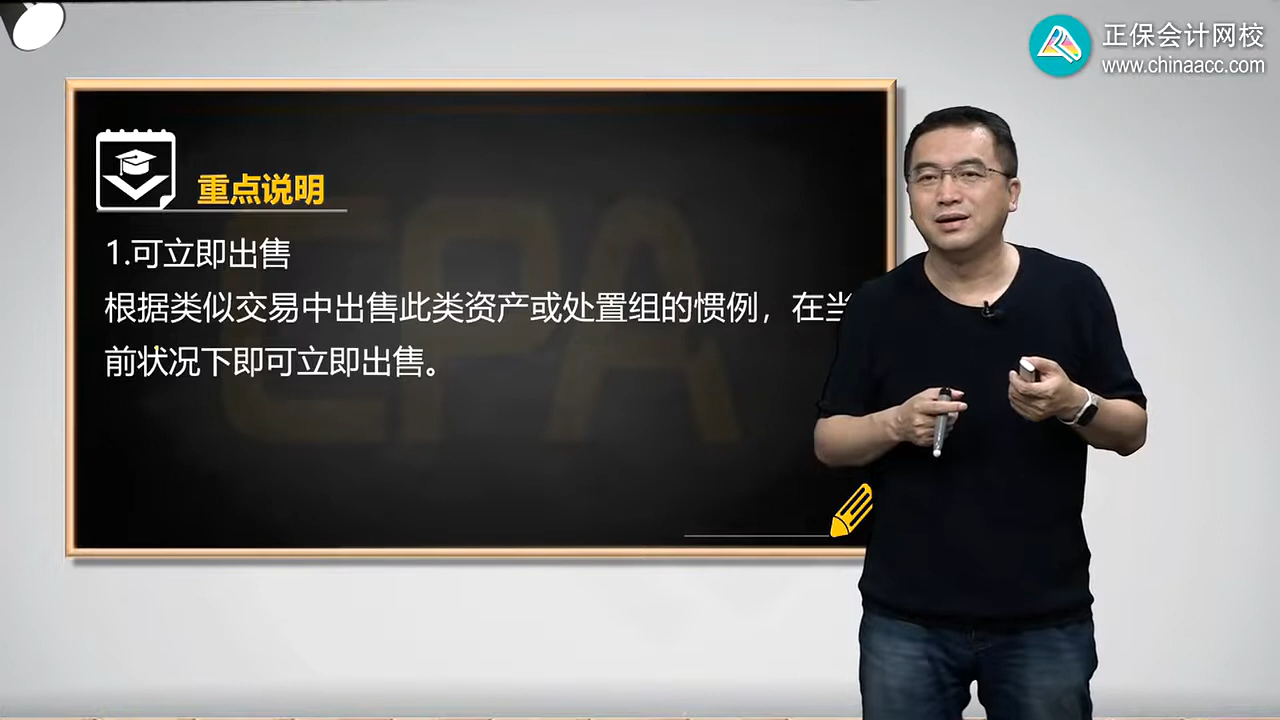 正保会计网校
www.chinaacc.com
重点说明
1.可立即出售
根据类似交易中出售此类资产或处置组的惯例，在当
前状况下即可立即出售。
CPA